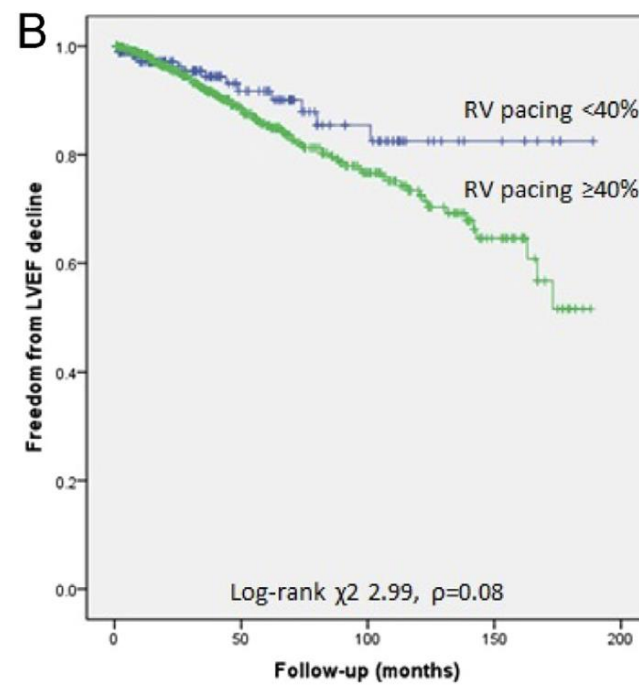 B
1.0
RV pacing <40%
0.8
RV pacing ≥40%
0.6
0.4
0.2
0.0
Freedom from LVEF decline
Log-rank χ2 2.99, ρ=0.08
0 50 100 150 200
Follow-up (months)